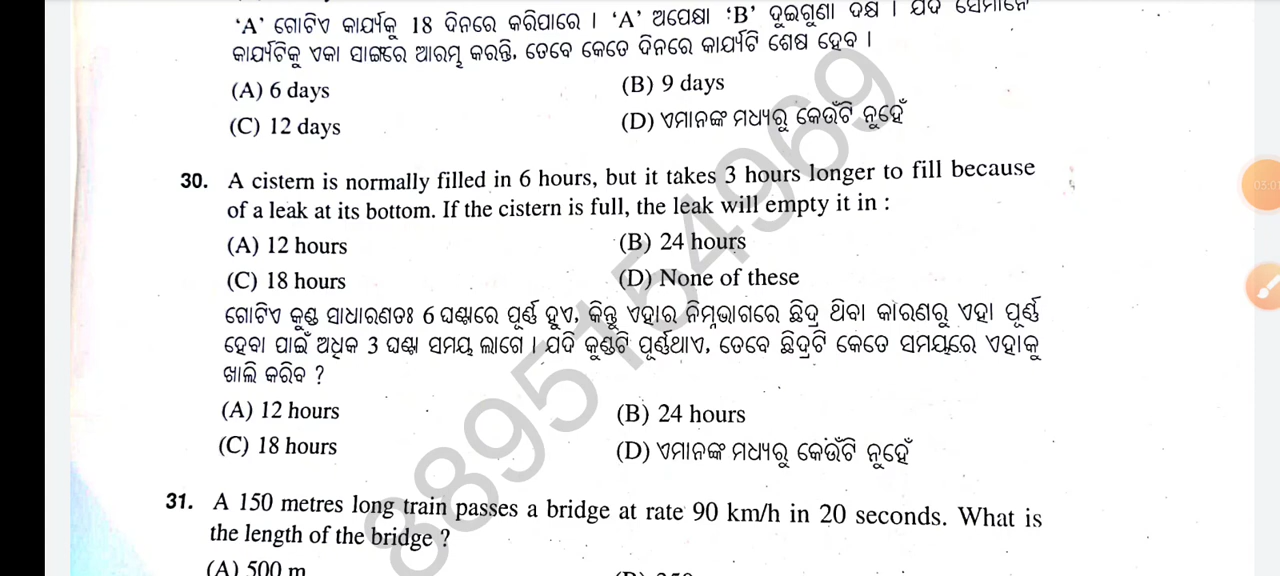 'A' ଗୋଟିଏ କାର୍ଯ୍ୟକୁ 18 ଦିନରେ କରିପାରେ । 'A' ଅପେକ୍ଷା 'B' ଦୁଇଗୁଣା ଦକ୍ଷ । ଯଦି ସେମାନେ
କାର୍ଯ୍ୟଟିକୁ ଏକା ସାଙ୍ଗରେ ଆରମ୍ଭ କରନ୍ତି, ତେବେ କେତେ ଦିନରେ କାର୍ଯ୍ୟଟି ଶେଷ ହେବ ।
(A) 6 days (B) 9 days
(C) 12 days (D) ଏମାନଙ୍କ ମଧ୍ୟରୁ କେଉଁଟି ନୁହେଁ
30. A cistern is normally filled in 6 hours, but it takes 3 hours longer to fill because
of a leak at its bottom. If the cistern is full, the leak will empty it in :
(A) 12 hours (B) 24 hours
(C) 18 hours (D) None of these
ଗୋଟିଏ କୁଣ୍ଡ ସାଧାରଣତଃ 6 ଘଣ୍ଟାରେ ପୂର୍ଣ୍ଣ ହୁଏ, କିନ୍ତୁ ଏହାର ନିମ୍ନଭାଗରେ ଛିଦ୍ର ଥିବା କାରଣରୁ ଏହା ପୂର୍ଣ୍ଣ
ହେବା ପାଇଁ ଅଧିକ 3 ଘଣ୍ଟା ସମୟ ଲାଗେ । ଯଦି କୁଣ୍ଡଟି ପୂର୍ଣ୍ଣଥାଏ, ତେବେ ଛିଦ୍ରଟି କେତେ ସମୟରେ ଏହାକୁ
ଖାଲି କରିବ ?
(A) 12 hours (B) 24 hours
(C) 18 hours (D) ଏମାନଙ୍କ ମଧ୍ୟରୁ କେଉଁଟି ନୁହେଁ
31. A 150 metres long train passes a bridge at rate 90 km/h in 20 seconds. What is
the length of the bridge ?
(A) 500 m
8895154969